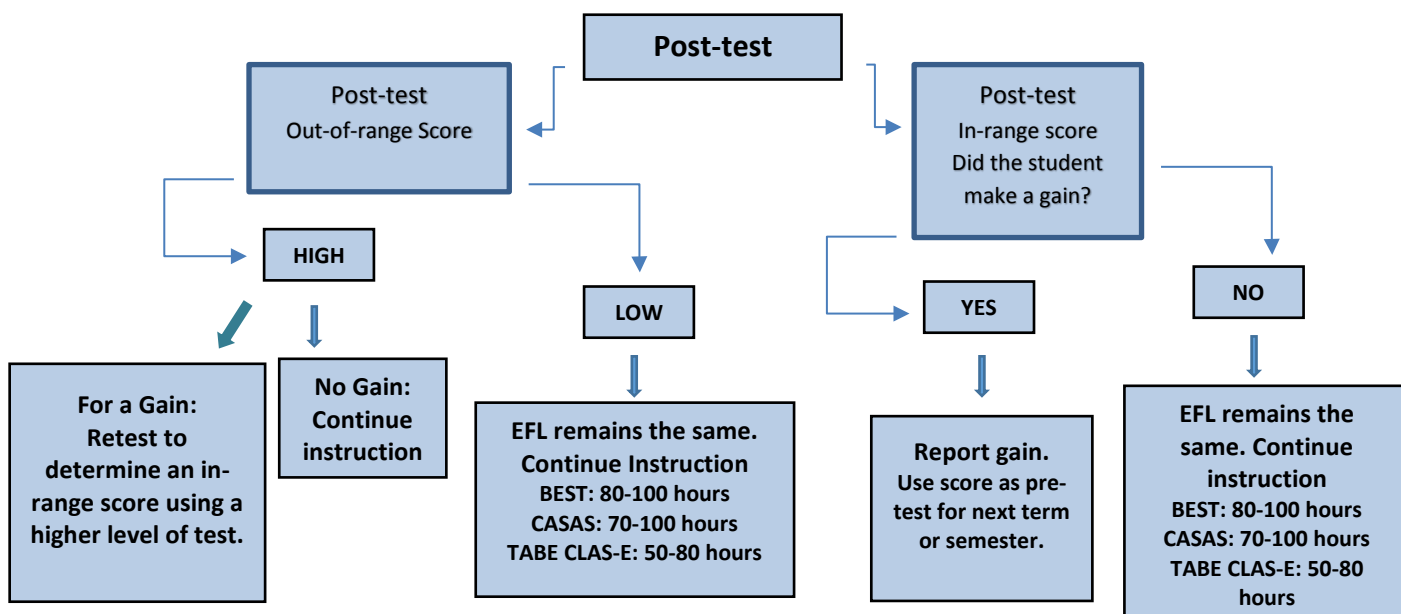 Post-test
Post-test
Out-of-range Score
Post-test
In-range score
Did the student
make a gain?
HIGH
LOW
YES
NO
For a Gain:
Retest to
determine an in-
range score using a
higher level of test.
No Gain:
Continue
instruction
EFL remains the same.
Continue Instruction
BEST: 80-100 hours
CASAS: 70-100 hours
TABE CLAS-E: 50-80 hours
Report gain.
Use score as pre-
test for next term
or semester.
EFL remains the
same. Continue
instruction
BEST: 80-100 hours
CASAS: 70-100 hours
TABE CLAS-E: 50-80
hours